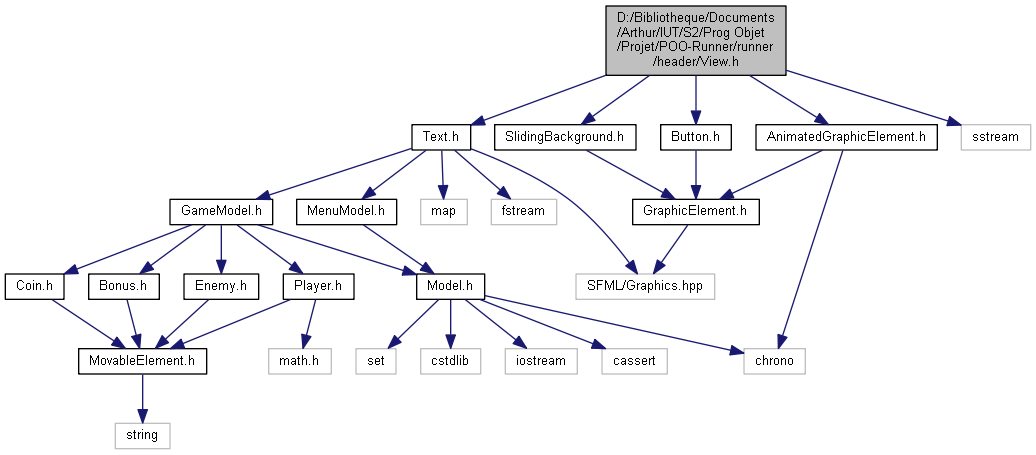 D:/Bibliotheque/Documents
/Arthur/IUT/S2/Prog Objet
/Projet/POO-Runner/runner
/header/View.h
Text.h
SlidingBackground.h
Button.h
AnimatedGraphicElement.h
sstream
GameModel.h
MenuModel.h
map
fstream
GraphicElement.h
Coin.h
Bonus.h
Enemy.h
Player.h
Model.h
SFML/Graphics.hpp
MovableElement.h
math.h
set
cstdlib
iostream
cassert
chrono
string